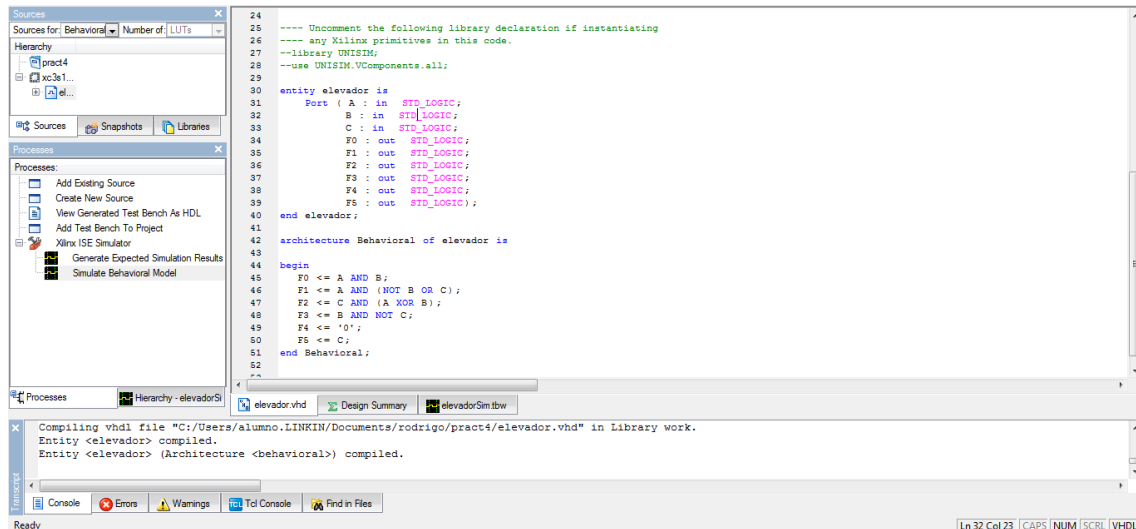 Sources
Sources for: Behavioral Number of: LUTs
Hierarchy
pract4
xc3s1...
el...
Sources Snapshots Libraries
Processes
Processes:
Add Existing Source
Create New Source
View Generated Test Bench As HDL
Add Test Bench To Project
Xilinx ISE Simulator
Generate Expected Simulation Results
Simulate Behavioral Model
Processes Hierarchy - elevadorSi
24
25 ---- Uncomment the following library declaration if instantiating
26 ---- any Xilinx primitives in this code.
27 --library UNISIM;
28 --use UNISIM.VComponents.all;
29
30 entity elevador is
31 Port ( A : in STD_LOGIC;
32 B : in STD_LOGIC;
33 C : in STD_LOGIC;
34 F0 : out STD_LOGIC;
35 F1 : out STD_LOGIC;
36 F2 : out STD_LOGIC;
37 F3 : out STD_LOGIC;
38 F4 : out STD_LOGIC;
39 F5 : out STD_LOGIC);
40 end elevador;
41
42 architecture Behavioral of elevador is
43
44 begin
45 F0 <= A AND B;
46 F1 <= A AND (NOT B OR C);
47 F2 <= C AND (A XOR B);
48 F3 <= B AND NOT C;
49 F4 <= '0';
50 F5 <= C;
51 end Behavioral;
52
elevador.vhd Design Summary elevadorSim.tbw
Compiling vhdl file "C:/Users/alumno.LINKIN/Documents/rodrigo/pract4/elevador.vhd" in Library work.
Entity <elevador> compiled.
Entity <elevador> (Architecture <behavioral>) compiled.
Transcript
Console Errors Warnings Tcl Console Find in Files
Ready Ln 32 Col 23 CAPS NUM SCRL VHDL